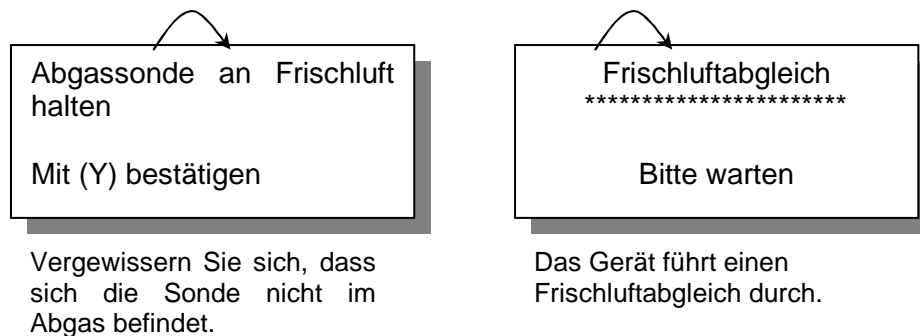 Abgassonde an Frischluft
halten
Mit (Y) bestätigen
Vergewissern Sie sich, dass
sich die Sonde nicht im
Abgas befindet.
Frischluftabgleich
***********************
Bitte warten
Das Gerät führt einen
Frischluftabgleich durch.